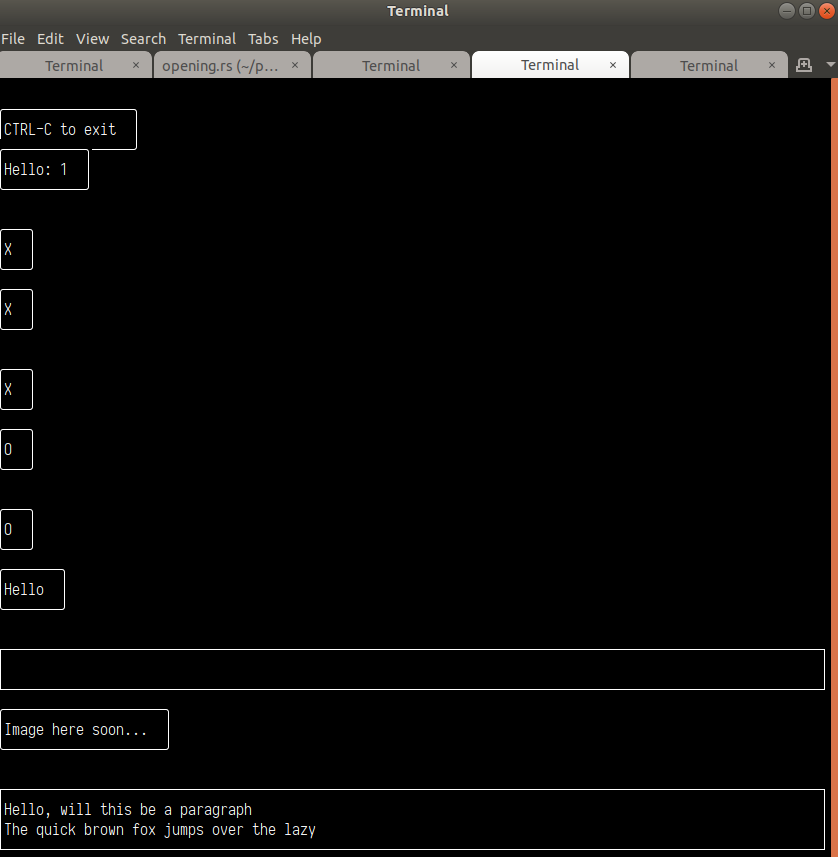 Terminal
File Edit View Search Terminal Tabs Help
Terminal × opening.rs (~/p... × Terminal × Terminal × Terminal ×
CTRL-C to exit
Hello: 1
X
X
X
O
O
Hello
Image here soon...
Hello, will this be a paragraph
The quick brown fox jumps over the lazy